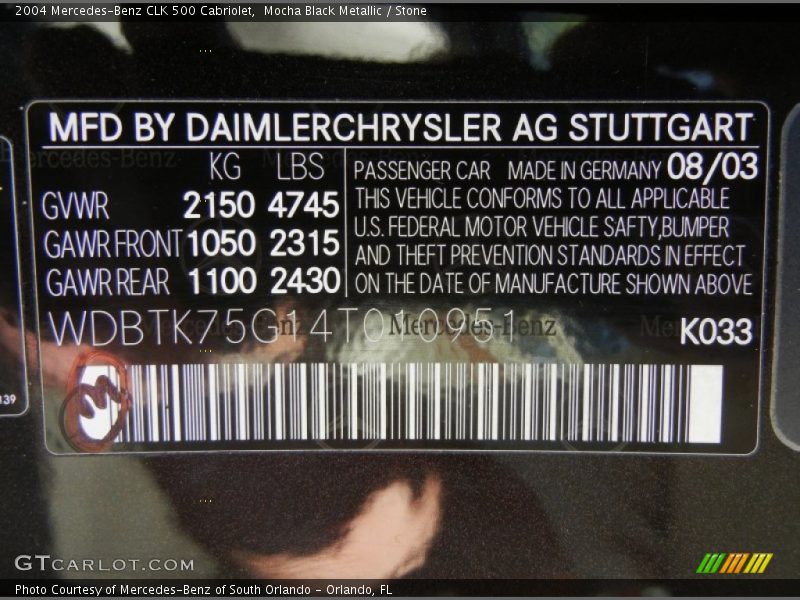 2004 Mercedes-Benz CLK 500 Cabriolet, Mocha Black Metallic / Stone
MFD BY DAIMLERCHRYSLER AG STUTTGART
KG LBS
GVWR 2150 4745
GAWR FRONT 1050 2315
GAWR REAR 1100 2430
PASSENGER CAR MADE IN GERMANY 08/03
THIS VEHICLE CONFORMS TO ALL APPLICABLE
U.S. FEDERAL MOTOR VEHICLE SAFTY,BUMPER
AND THEFT PREVENTION STANDARDS IN EFFECT
ON THE DATE OF MANUFACTURE SHOWN ABOVE
WDBTK75G14T010951 K033
Mercedes-Benz
139
GTCARLOT.COM
Photo Courtesy of Mercedes-Benz of South Orlando - Orlando, FL